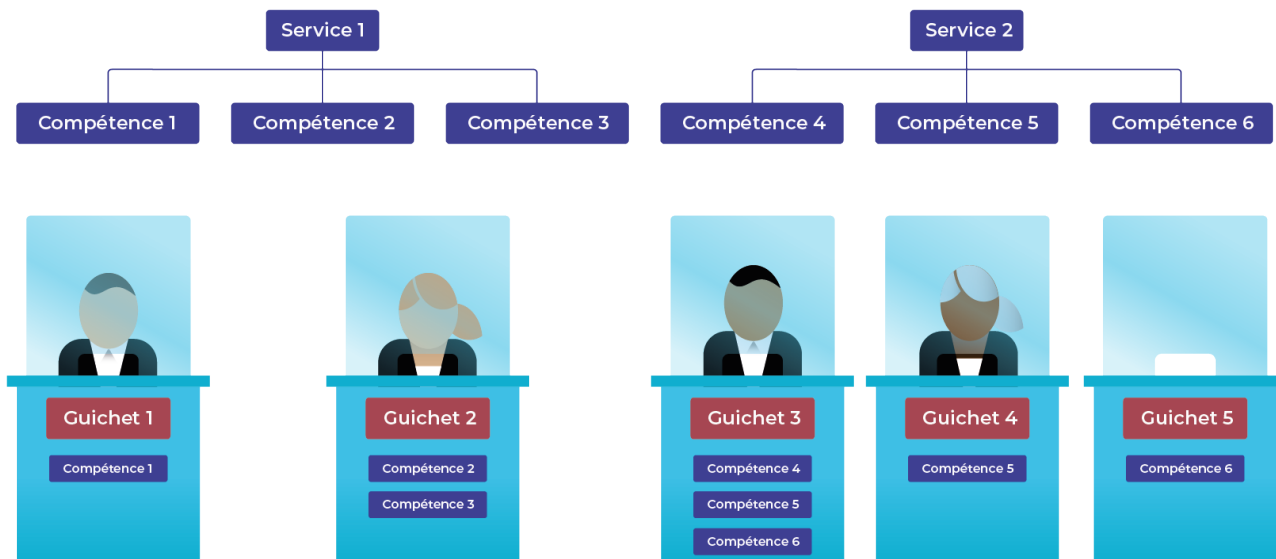 Service 1
Service 2
Compétence 1
Compétence 2
Compétence 3
Compétence 4
Compétence 5
Compétence 6
Guichet 1
Compétence 1
Guichet 2
Compétence 2
Compétence 3
Guichet 3
Compétence 4
Compétence 5
Compétence 6
Guichet 4
Compétence 5
Guichet 5
Compétence 6